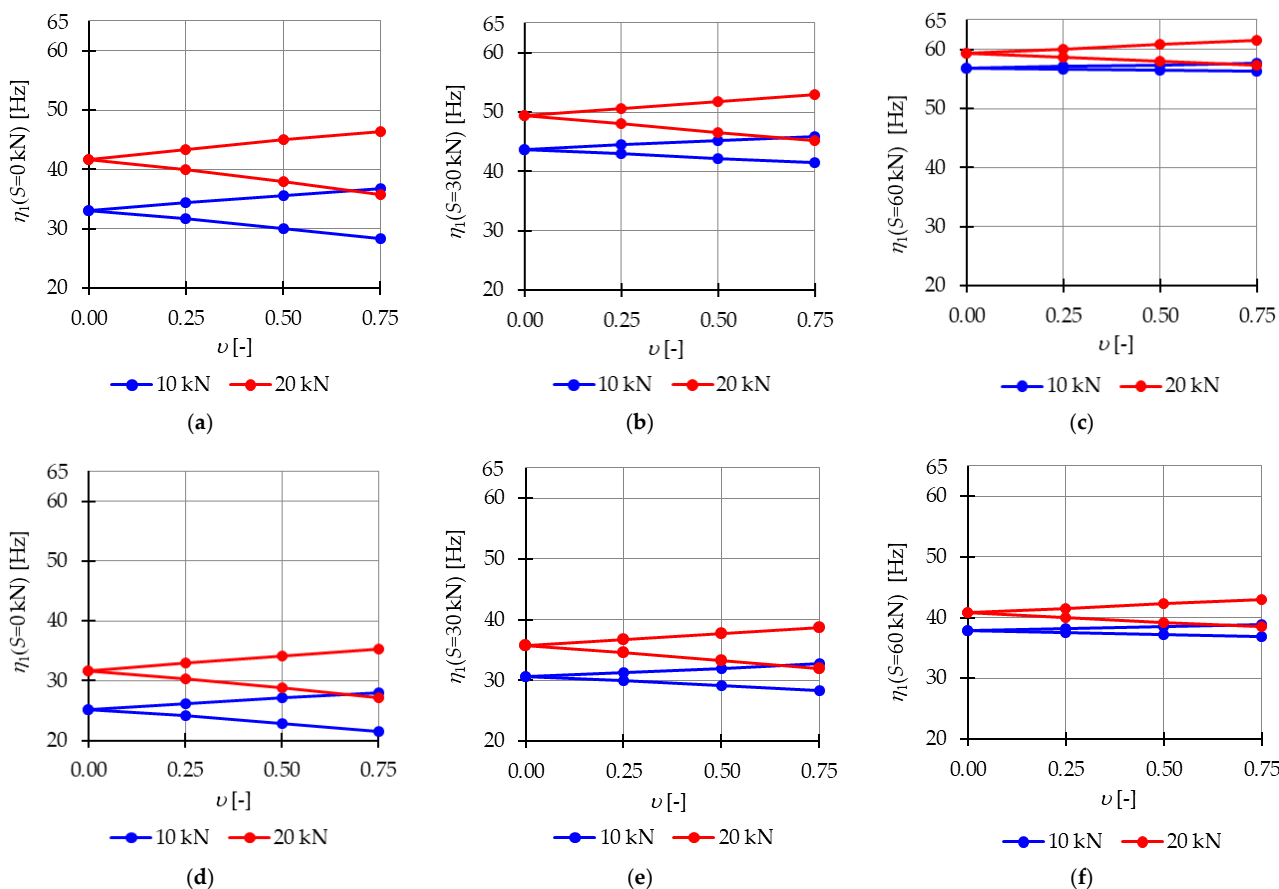 η1(S=0 kN) [Hz]
65
60
50
40
30
20
0.00 0.25 0.50 0.75
υ [-]
10 kN 20 kN
(a)
η1(S=30 kN) [Hz]
65
60
50
40
30
20
0.00 0.25 0.50 0.75
υ [-]
10 kN 20 kN
(b)
η1(S=60 kN) [Hz]
65
60
50
40
30
20
0.00 0.25 0.50 0.75
υ [-]
10 kN 20 kN
(c)
η1(S=0 kN) [Hz]
65
60
50
40
30
20
0.00 0.25 0.50 0.75
υ [-]
10 kN 20 kN
(d)
η1(S=30 kN) [Hz]
65
60
50
40
30
20
0.00 0.25 0.50 0.75
υ [-]
10 kN 20 kN
(e)
η1(S=60 kN) [Hz]
65
60
50
40
30
20
0.00 0.25 0.50 0.75
υ [-]
10 kN 20 kN
(f)